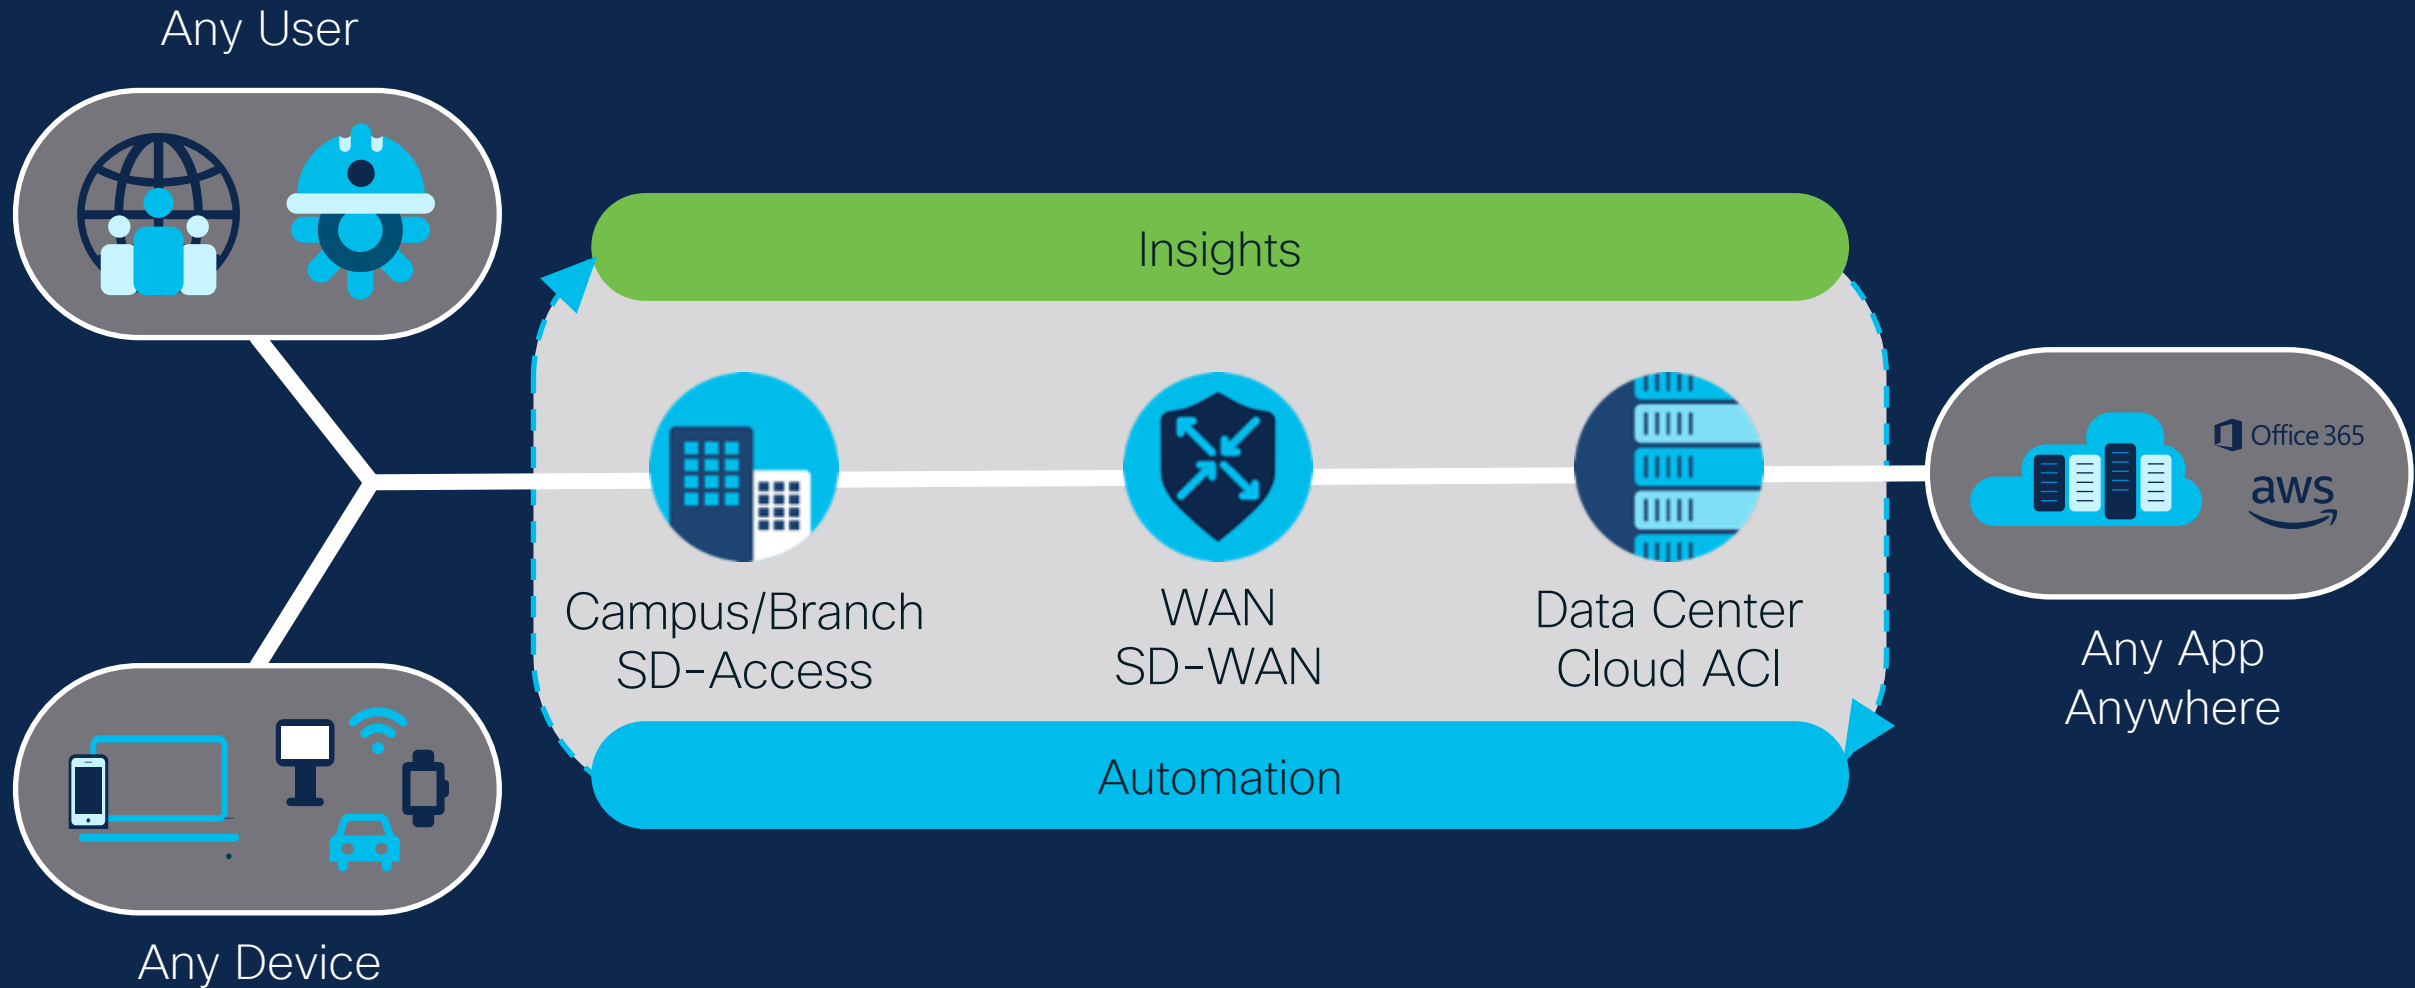 Any User
Insights
Office 365
aws
Campus/Branch
SD-Access
WAN
SD-WAN
Data Center
Cloud ACI
Any App
Anywhere
Automation
Any Device